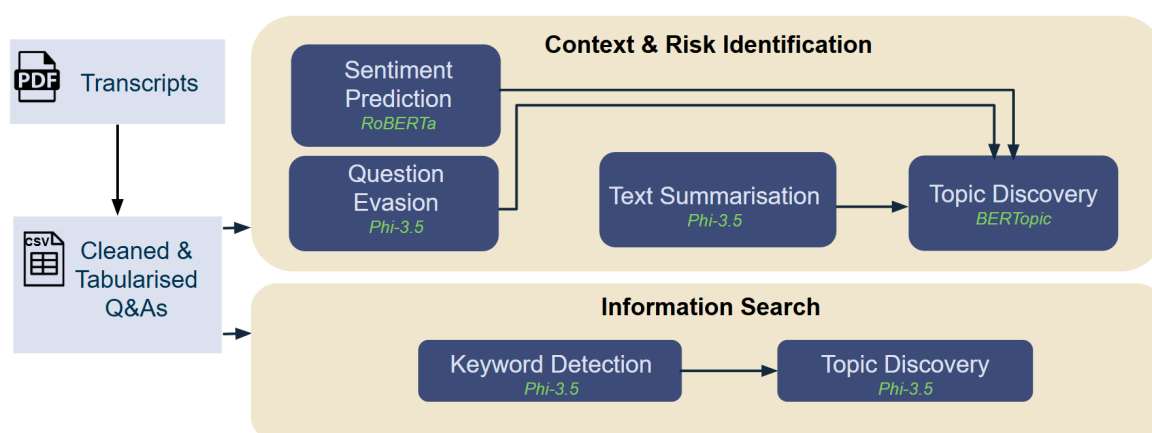 PDF
Transcripts
CSV
Cleaned &
Tabularised
Q&As
Context & Risk Identification
Sentiment
Prediction
RoBERTa
Question
Evasion
Phi-3.5
Text Summarisation
Phi-3.5
Topic Discovery
BERTopic
Information Search
Keyword Detection
Phi-3.5
Topic Discovery
Phi-3.5